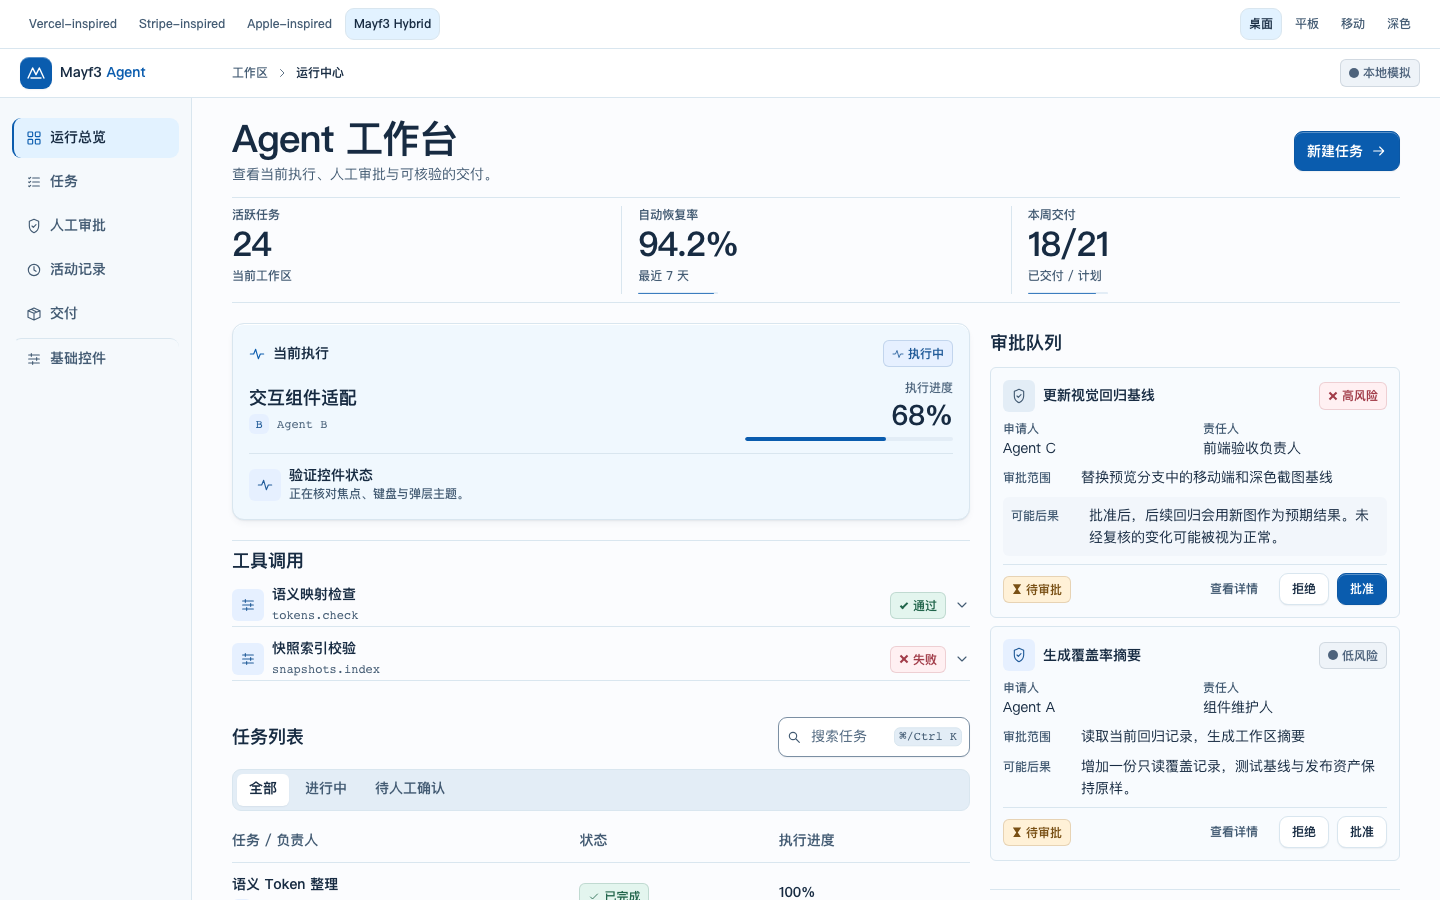 Vercel-inspired Stripe-inspired Apple-inspired Mayf3 Hybrid 桌面 平板 移动 深色
Mayf3 Agent 工作区 运行中心 本地模拟
运行总览
任务
人工审批
活动记录
交付
基础控件
Agent 工作台
查看当前执行、人工审批与可核验的交付。
新建任务
活跃任务
24
当前工作区
自动恢复率
94.2%
最近 7 天
本周交付
18/21
已交付 / 计划
当前执行 执行中
交互组件适配
B Agent B
执行进度
68%
验证控件状态
正在核对焦点、键盘与弹层主题。
工具调用
语义映射检查
tokens.check
通过
快照索引校验
snapshots.index
失败
任务列表 搜索任务 ⌘/Ctrl K
全部 进行中 待人工确认
任务 / 负责人 状态 执行进度
语义 Token 整理 已完成 100%
审批队列
更新视觉回归基线 高风险
申请人 责任人
Agent C 前端验收负责人
审批范围 替换预览分支中的移动端和深色截图基线
可能后果 批准后，后续回归会用新图作为预期结果。未
经复核的变化可能被视为正常。
待审批 查看详情 拒绝 批准
生成覆盖率摘要 低风险
申请人 责任人
Agent A 组件维护人
审批范围 读取当前回归记录，生成工作区摘要
可能后果 增加一份只读覆盖记录，测试基线与发布资产保
持原样。
待审批 查看详情 拒绝 批准